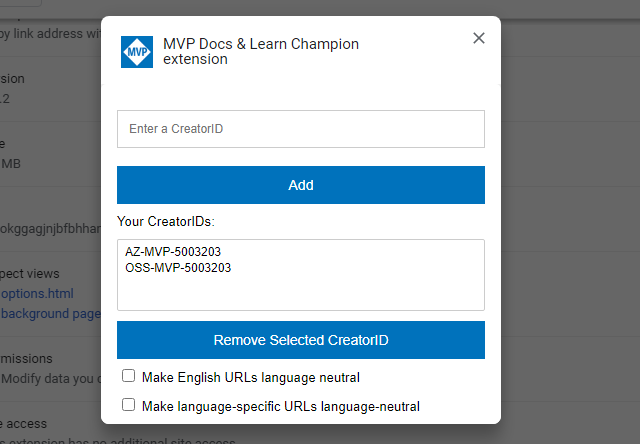 by link address wit
MVP
MVP Docs & Learn Champion
extension
Enter a CreatorID
Add
Your CreatorIDs:
AZ-MVP-5003203
OSS-MVP-5003203
Remove Selected CreatorID
Make English URLs language neutral
Make language-specific URLs language-neutral
sion
.2
e
MB
okggagjnjbfbhhar
pect views
options.html
background page
missions
Modify data you c
e access
s extension has no additional site access